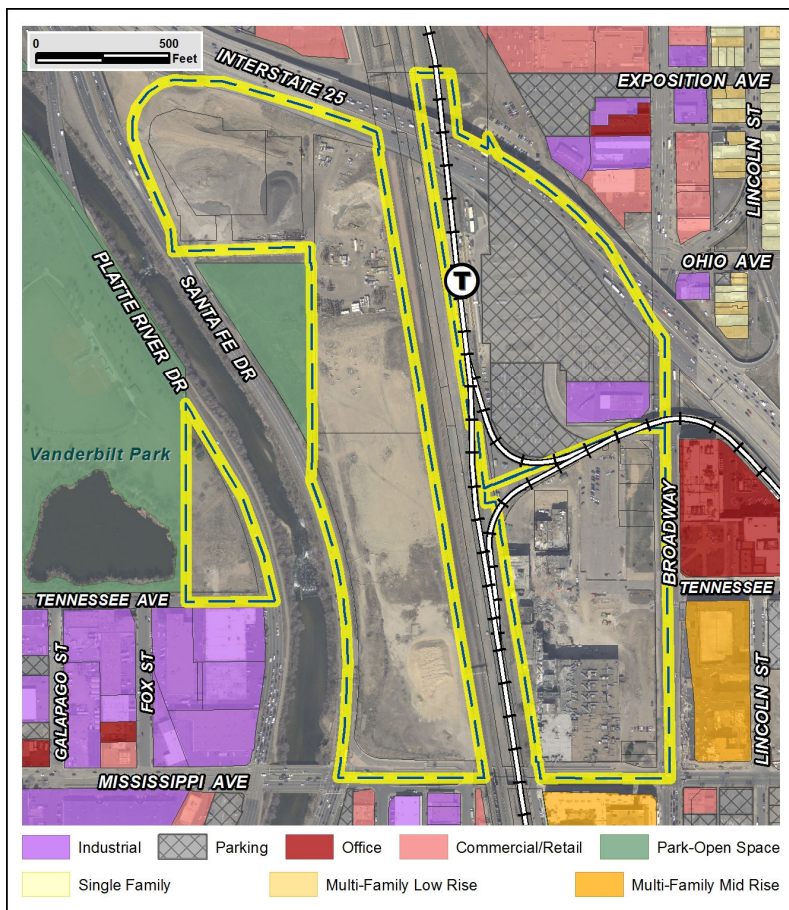 0 500
Feet
INTERSTATE 25
EXPOSITION AVE
LINCOLN ST
OHIO AVE
PLATTE RIVER DR
SANTA FE DR
T
Vanderbilt Park
BROADWAY
TENNESSEE AVE
TENNESSEE
GALAPAGO ST
FOX ST
LINCOLN ST
MISSISSIPPI AVE
Industrial
Parking
Office
Commercial/Retail
Park-Open Space
Single Family
Multi-Family Low Rise
Multi-Family Mid Rise